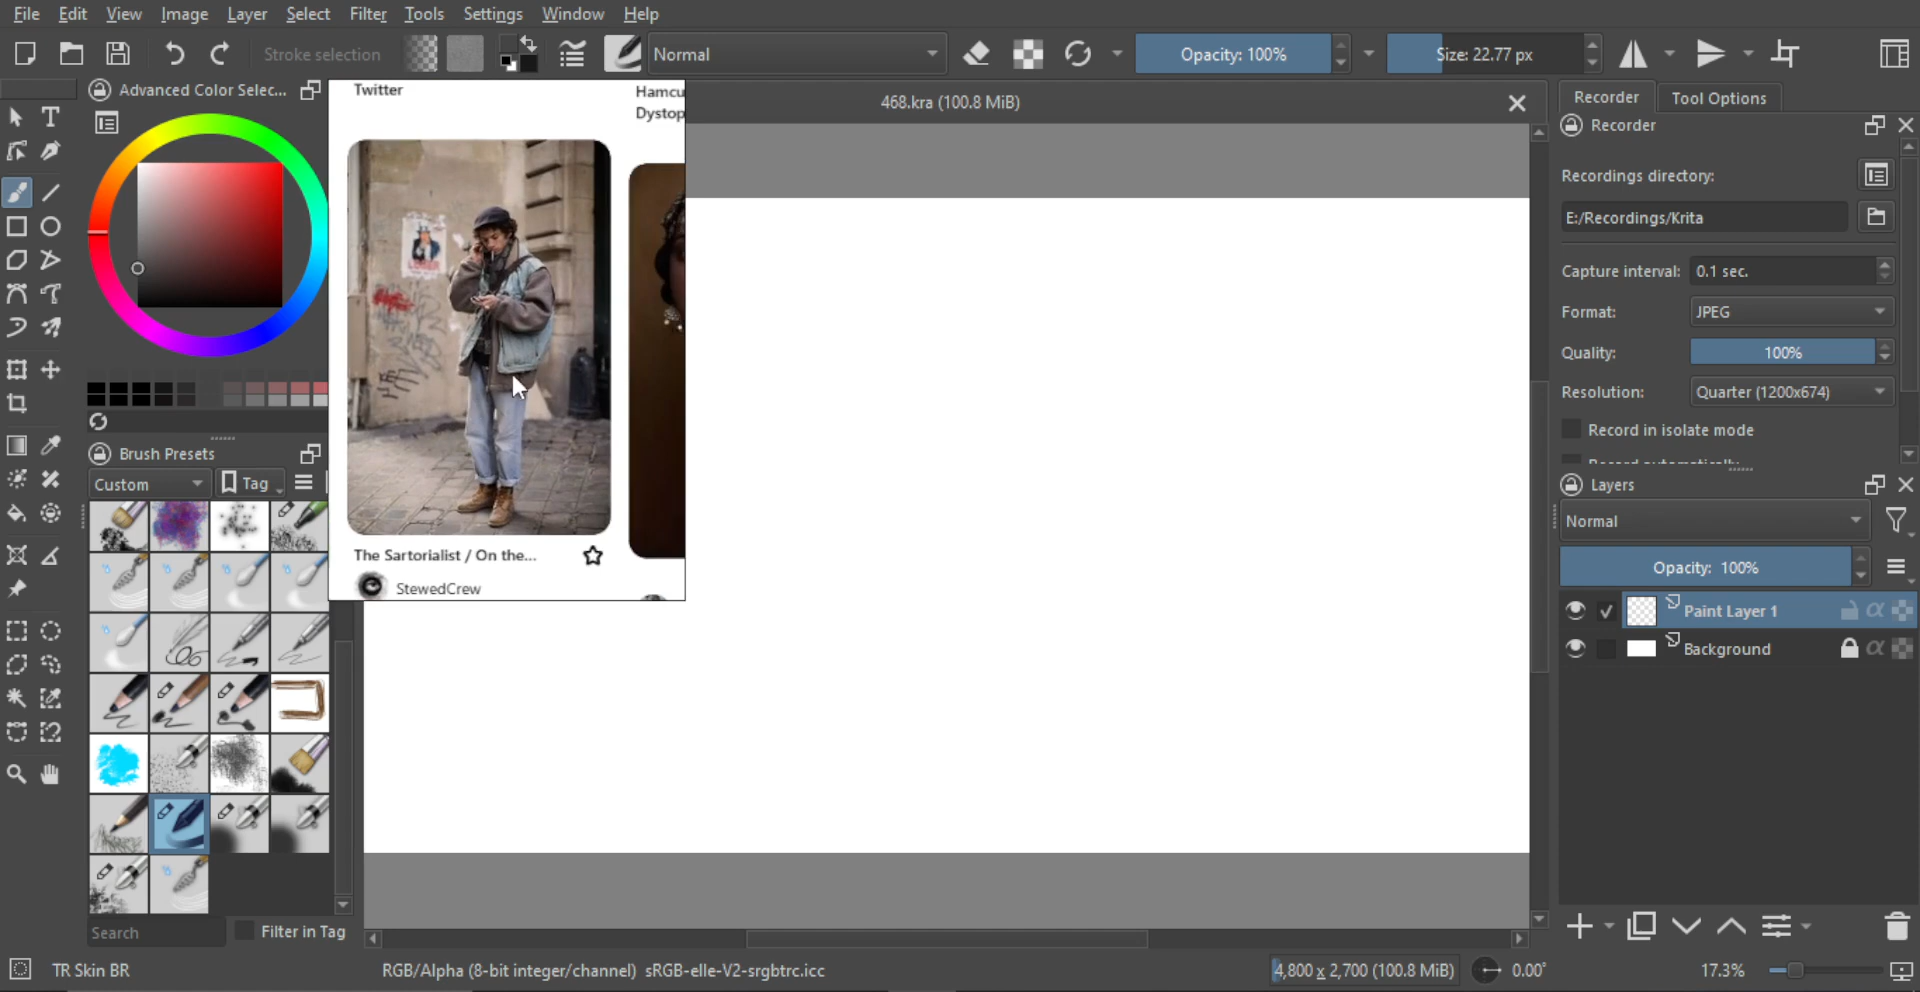 File Edit View Image Layer Select Filter Tools Settings Window Help
Stroke selection
Normal
Opacity: 100%
Size: 22.77 px
Advanced Color Selec...
Twitter
Hamcu
Dystop
468.kra (100.8 MiB)
Recorder
Tool Options
Recorder
Recordings directory:
E:/Recordings/Krita
Capture interval: 0.1 sec.
Format: JPEG
Quality: 100%
Resolution: Quarter (1200x674)
Record in isolate mode
Brush Presets
Custom
Tag
The Sartorialist / On the...
StewedCrew
Layers
Normal
Opacity: 100%
Paint Layer 1
Background
Search
Filter in Tag
TR Skin BR
RGB/Alpha (8-bit integer/channel) sRGB-elle-V2-srgbtrc.icc
4,800 x 2,700 (100.8 MiB)
0.00°
17.3%